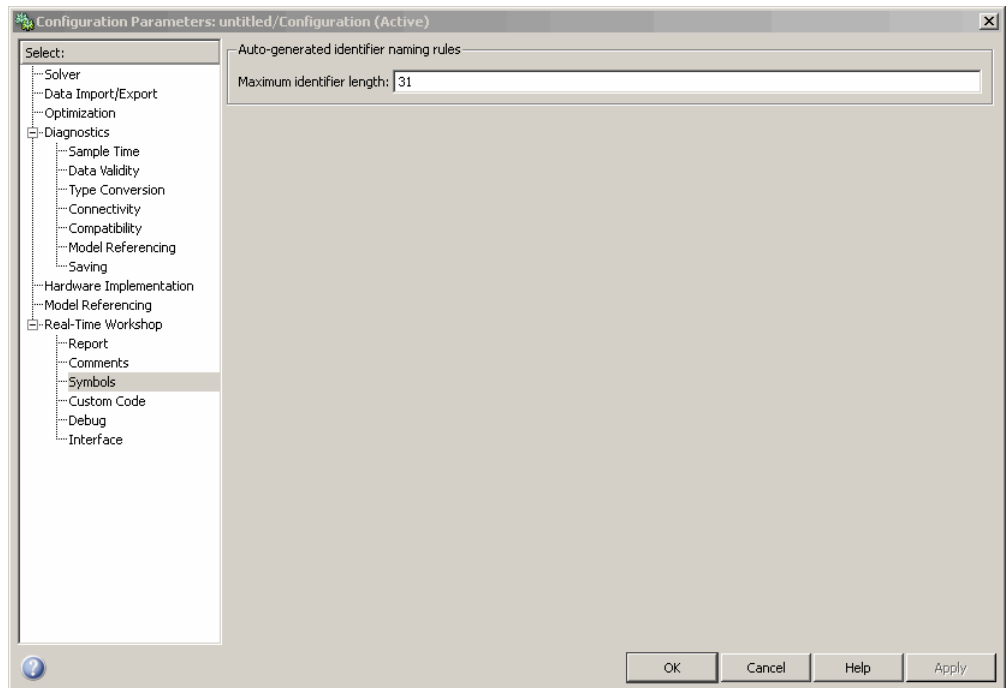 Configuration Parameters: untitled/Configuration (Active)
Select:
Solver
Data Import/Export
Optimization
Diagnostics
Sample Time
Data Validity
Type Conversion
Connectivity
Compatibility
Model Referencing
Saving
Hardware Implementation
Model Referencing
Real-Time Workshop
Report
Comments
Symbols
Custom Code
Debug
Interface
Auto-generated identifier naming rules
Maximum identifier length: 31
OK Cancel Help Apply